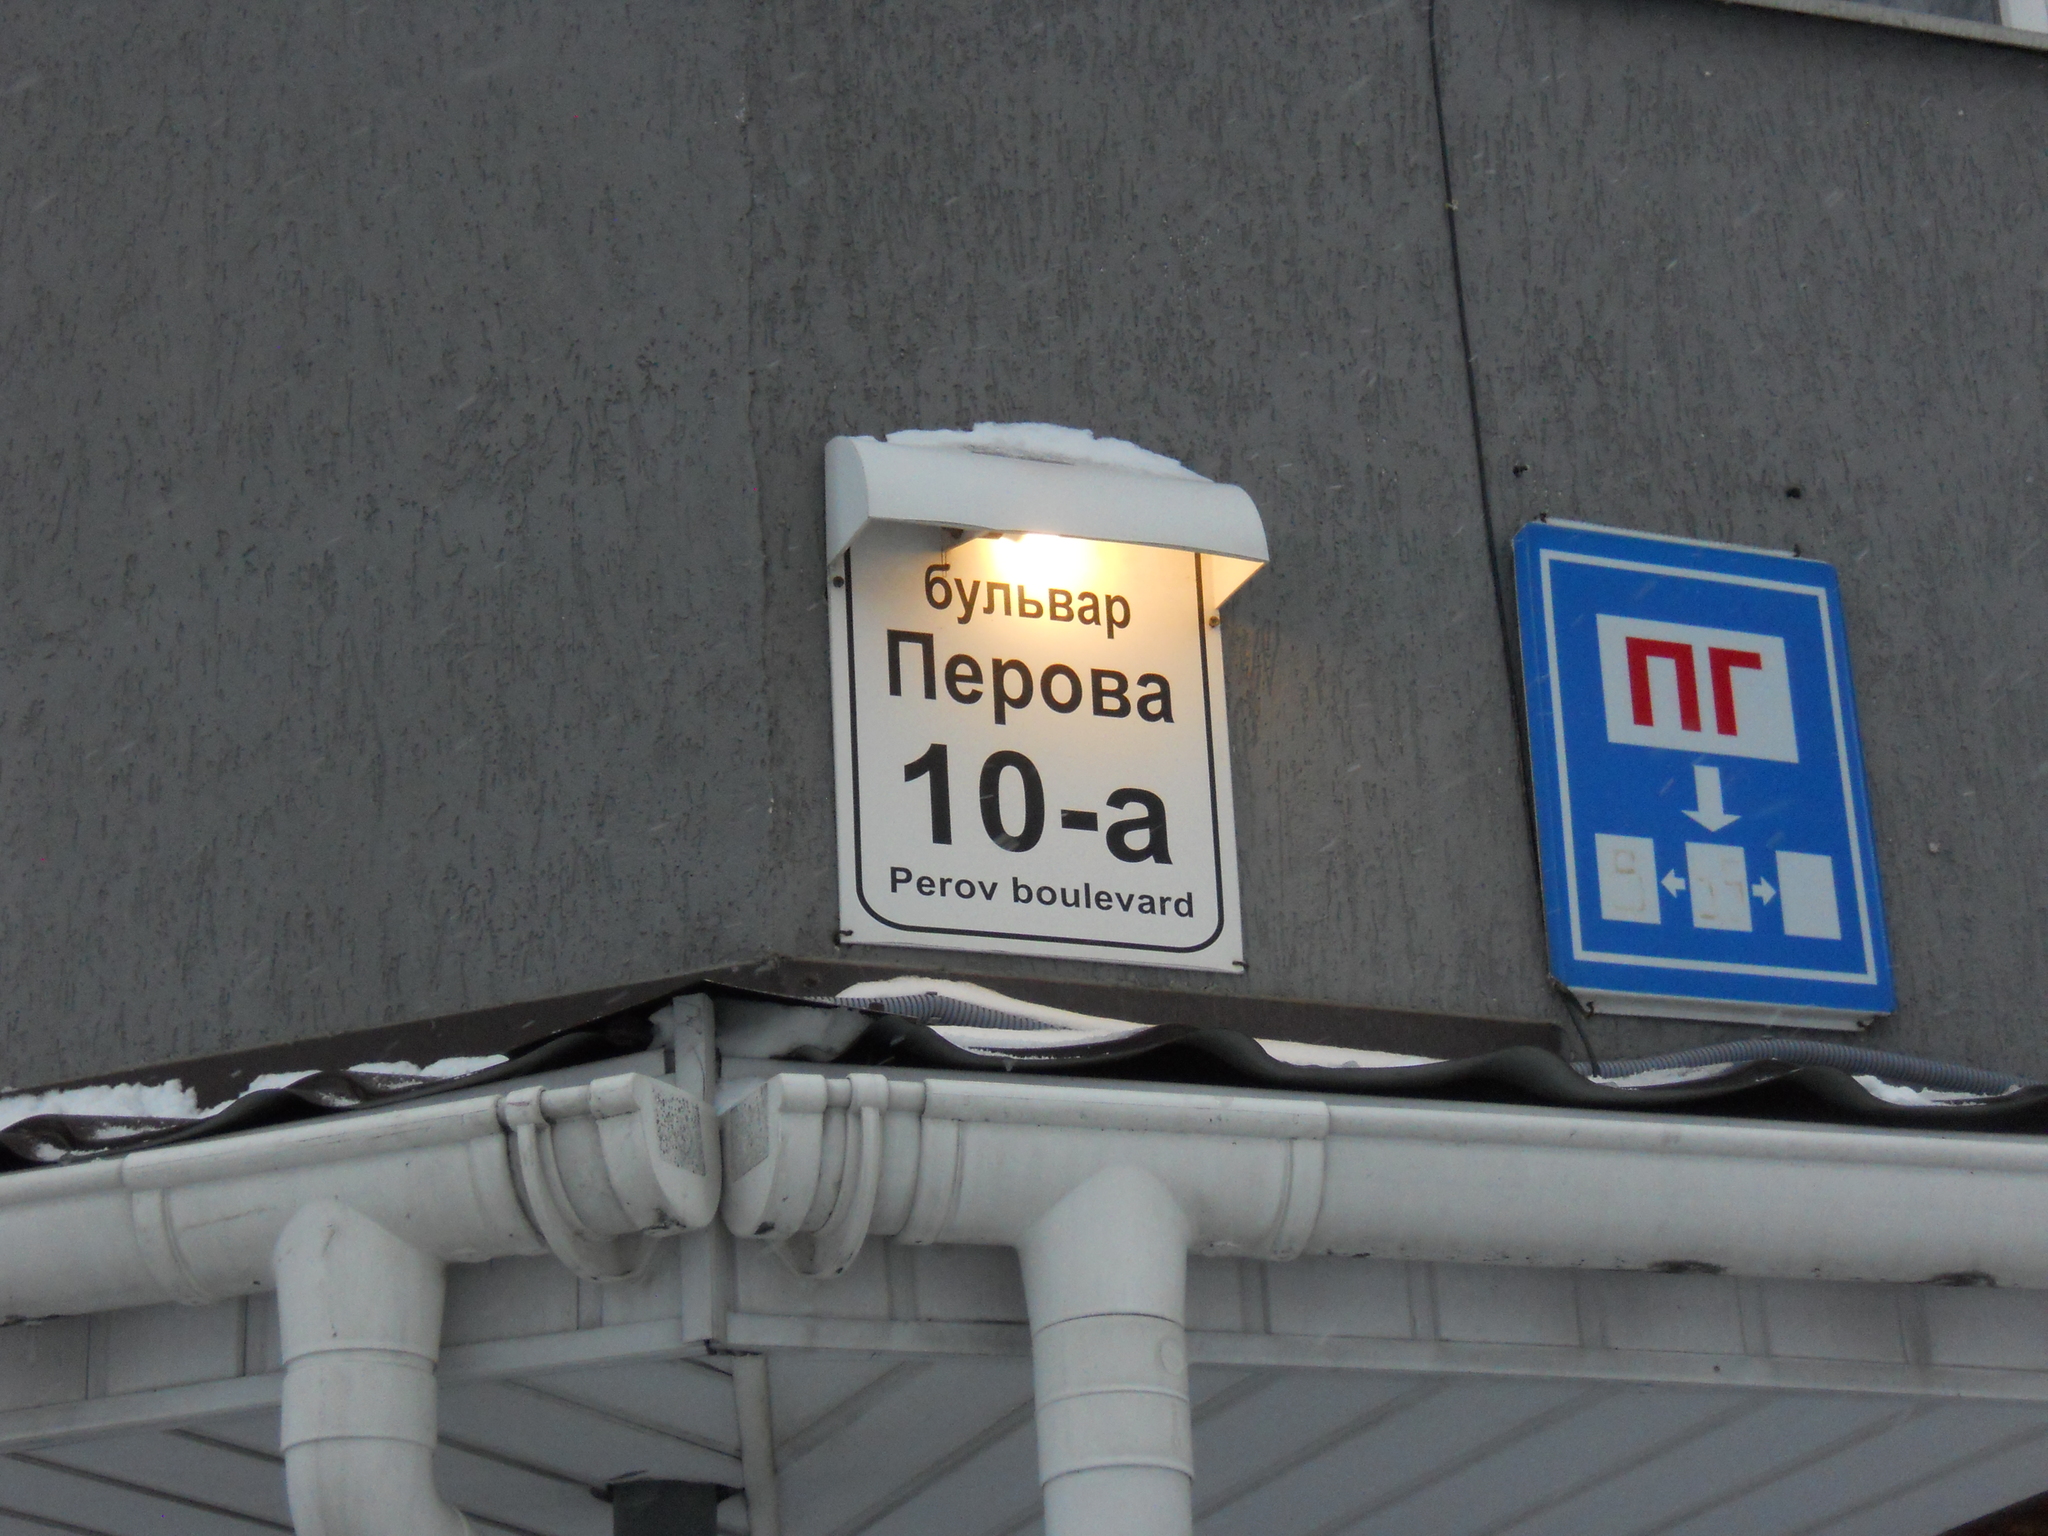 бульвар
Перова
10-а
Perov boulevard
ПГ